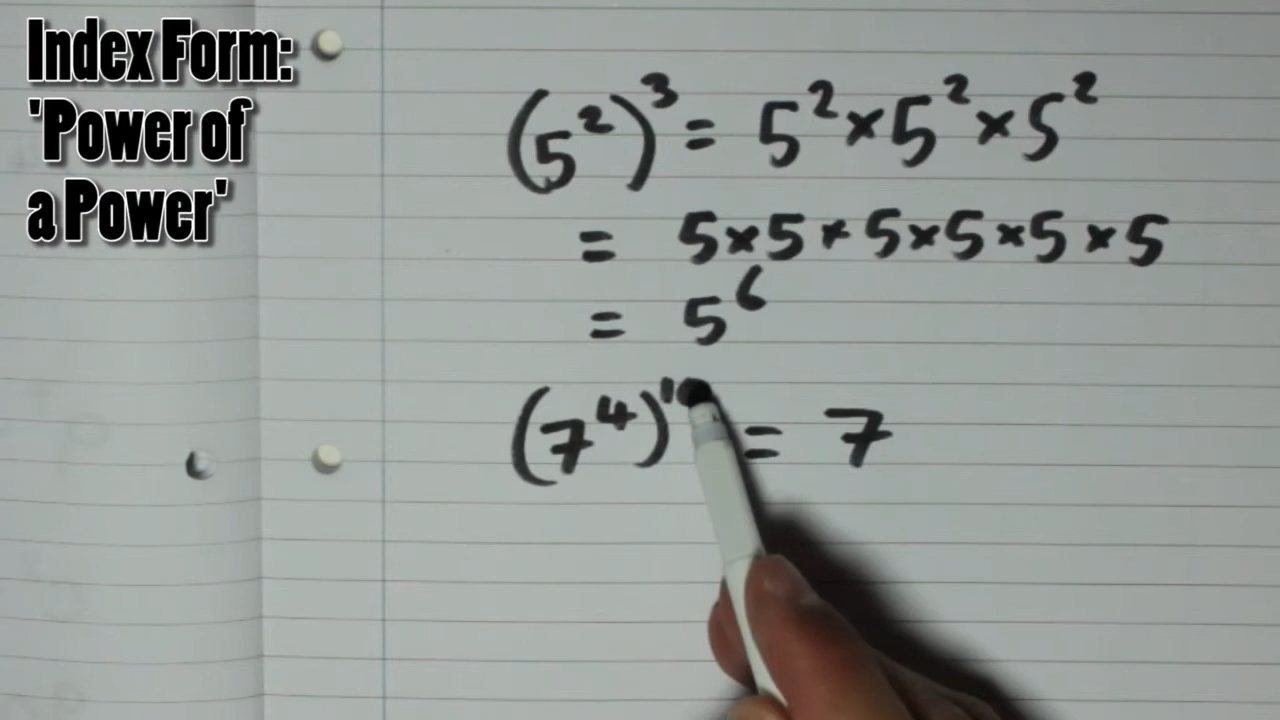 Index Form:
'Power of
a Power'
(5²)³ = 5² × 5² × 5²
= 5 × 5 × 5 × 5 × 5 × 5
= 5⁶
(7⁴) = 7